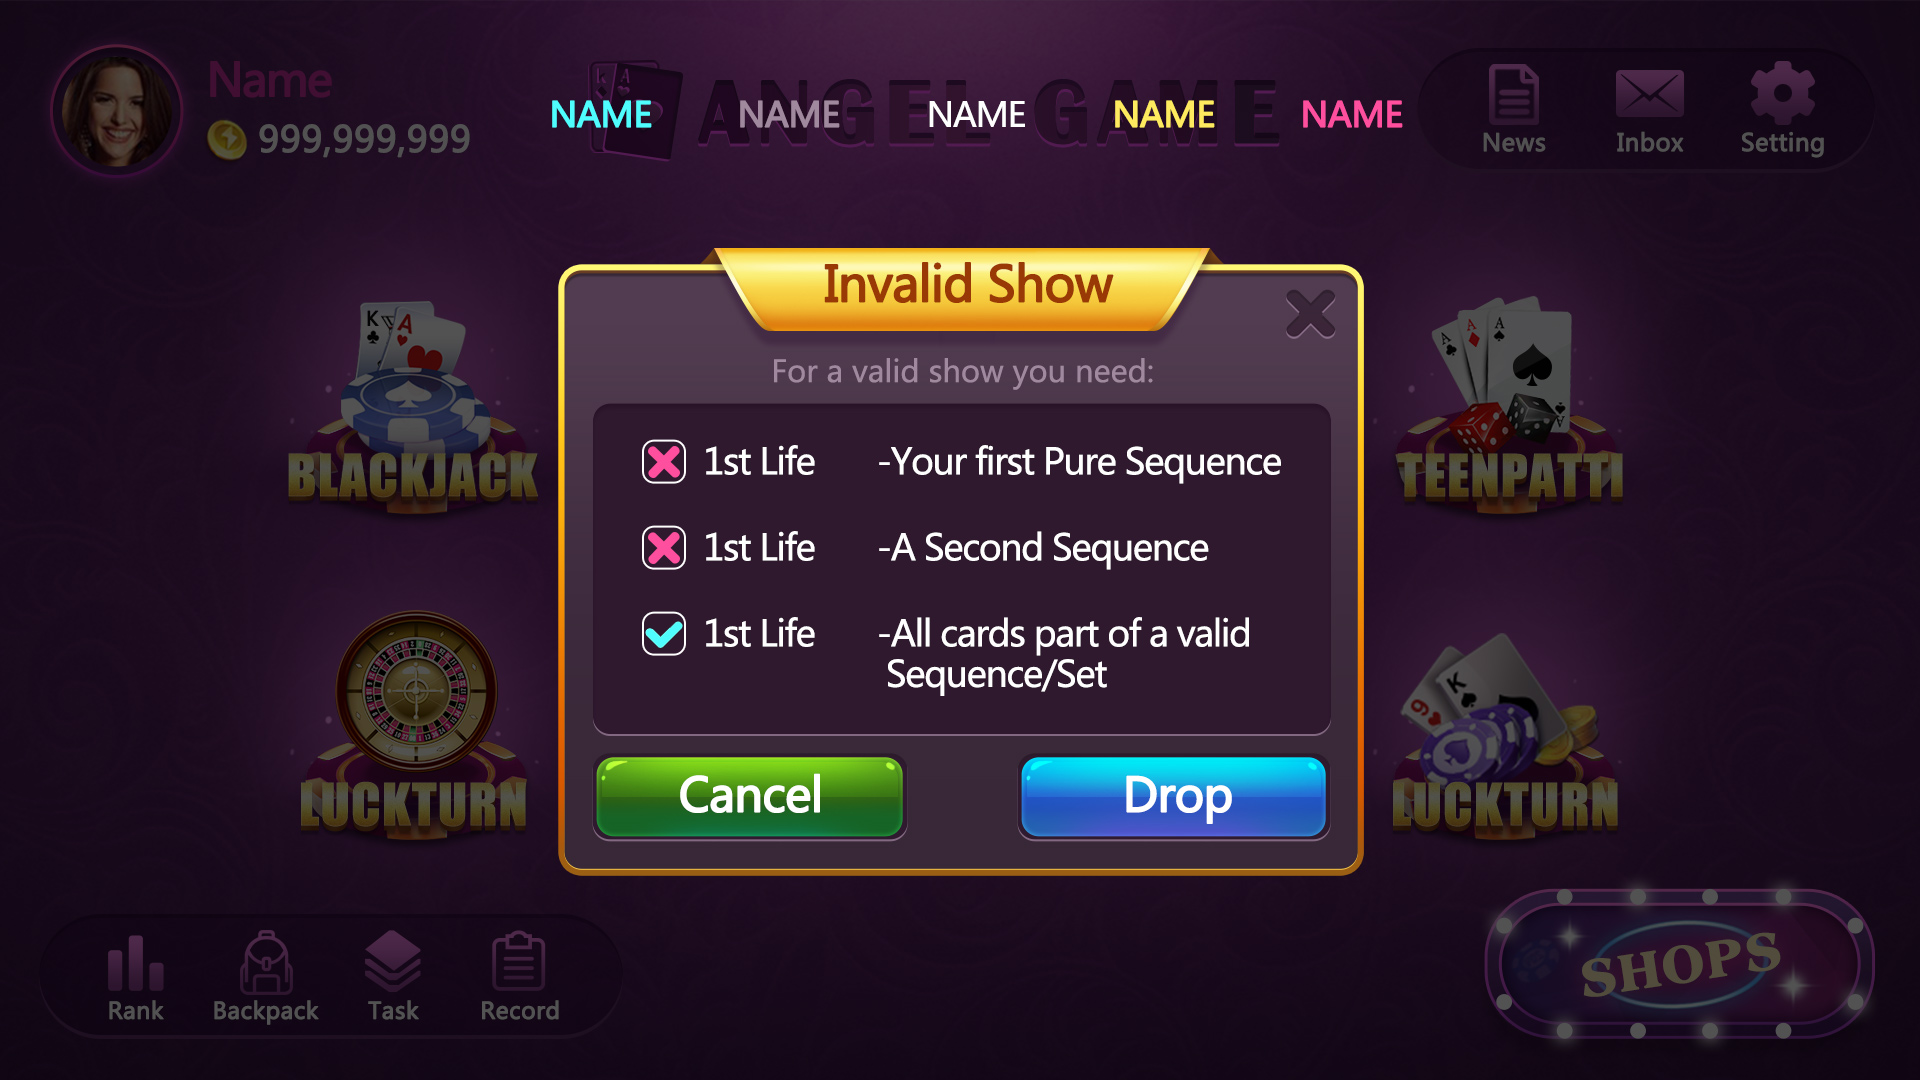 Name
999,999,999
ANGEL GAME
NAME
NAME
NAME
NAME
NAME
News
Inbox
Setting
Invalid Show
For a valid show you need:
1st Life -Your first Pure Sequence
1st Life -A Second Sequence
1st Life -All cards part of a valid
Sequence/Set
Cancel
Drop
K A
BLACKJACK
A A A A
TEENPATTI
LUCKTURN
9 K
LUCKTURN
Rank
Backpack
Task
Record
SHOPS